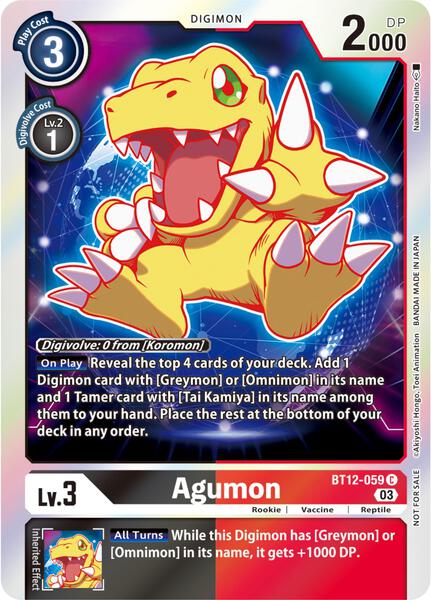 DIGIMON
Play Cost
3
DP
2000
Digivolve Cost
Lv.2
1
Nakano Haito
©Akiyoshi Hongo, Toei Animation BANDAI MADE IN JAPAN
NOT FOR SALE
Digivolve: 0 from [Koromon]
On Play Reveal the top 4 cards of your deck. Add 1
Digimon card with [Greymon] or [Omnimon] in its name
and 1 Tamer card with [Tai Kamiya] in its name among
them to your hand. Place the rest at the bottom of your
deck in any order.
Lv.3
Agumon
BT12-059 C
03
Rookie | Vaccine | Reptile
Inherited Effect
All Turns While this Digimon has [Greymon] or
[Omnimon] in its name, it gets +1000 DP.